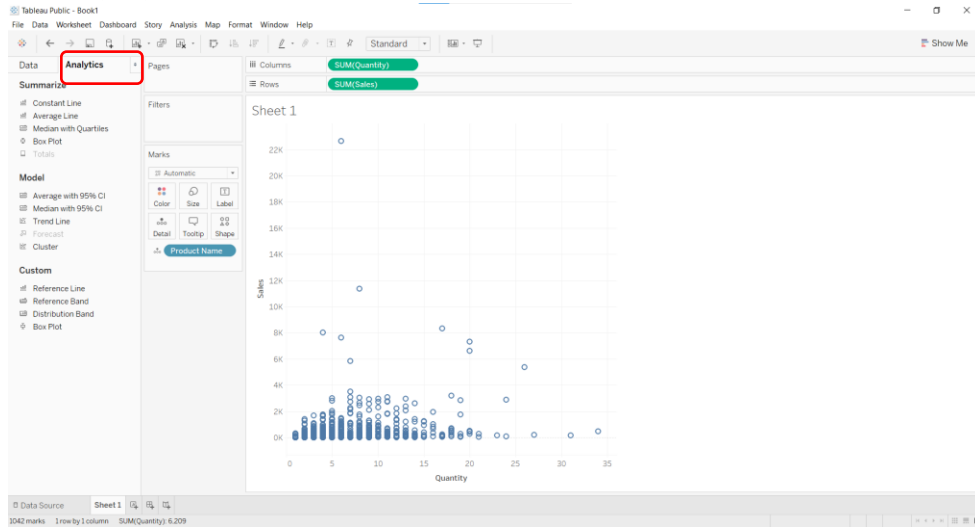 Tableau Public - Book1
File Data Worksheet Dashboard Story Analysis Map Format Window Help
Standard
Show Me
Data Analytics
Pages
Columns SUM(Quantity)
Rows SUM(Sales)
Summarize
Constant Line
Average Line
Median with Quartiles
Box Plot
Totals
Model
Average with 95% CI
Median with 95% CI
Trend Line
Forecast
Cluster
Custom
Reference Line
Reference Band
Distribution Band
Box Plot
Filters
Marks
Automatic
Color Size Label
Detail Tooltip Shape
Product Name
Sheet 1
22K
20K
18K
16K
14K
12K
10K
8K
6K
4K
2K
0K
Sales
0 5 10 15 20 25 30 35
Quantity
Data Source Sheet 1
1042 marks 1 row by 1 column SUM(Quantity): 6,209